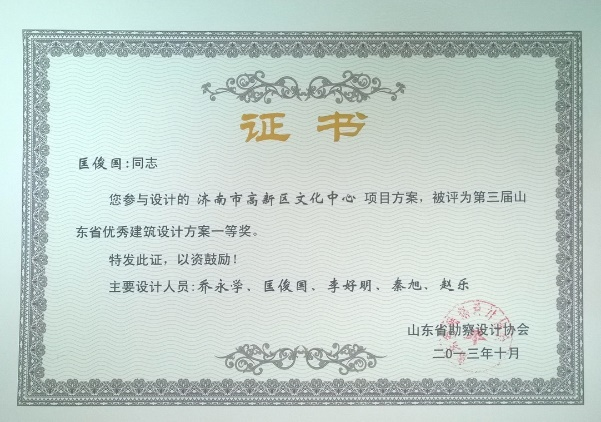 证书
匡俊国:同志
您参与设计的 济南市高新区文化中心 项目方案，被评为第三届山
东省优秀建筑设计方案一等奖。
特发此证，以资鼓励！
主要设计人员:乔永学、匡俊国、李好明、秦旭、赵乐
山东省勘察设计协会
二〇一三年十月